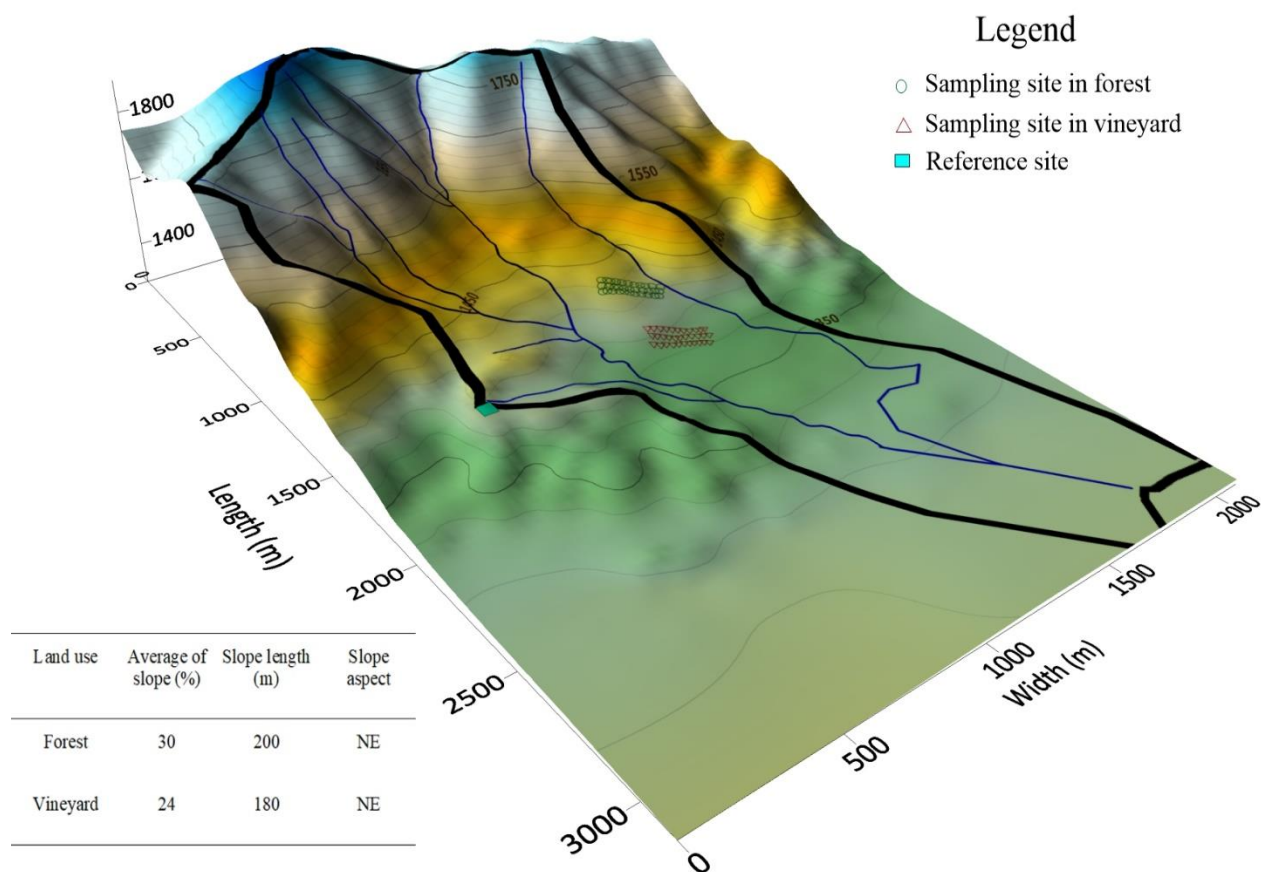 Legend
Sampling site in forest
Sampling site in vineyard
Reference site
1800
1400
0
0
500
1000
1500
2000
2500
3000
Length (m)
0
500
1000
1500
2000
Width (m)
1750
1550
Land use Average of slope (%) Slope length (m) Slope aspect
Forest 30 200 NE
Vineyard 24 180 NE